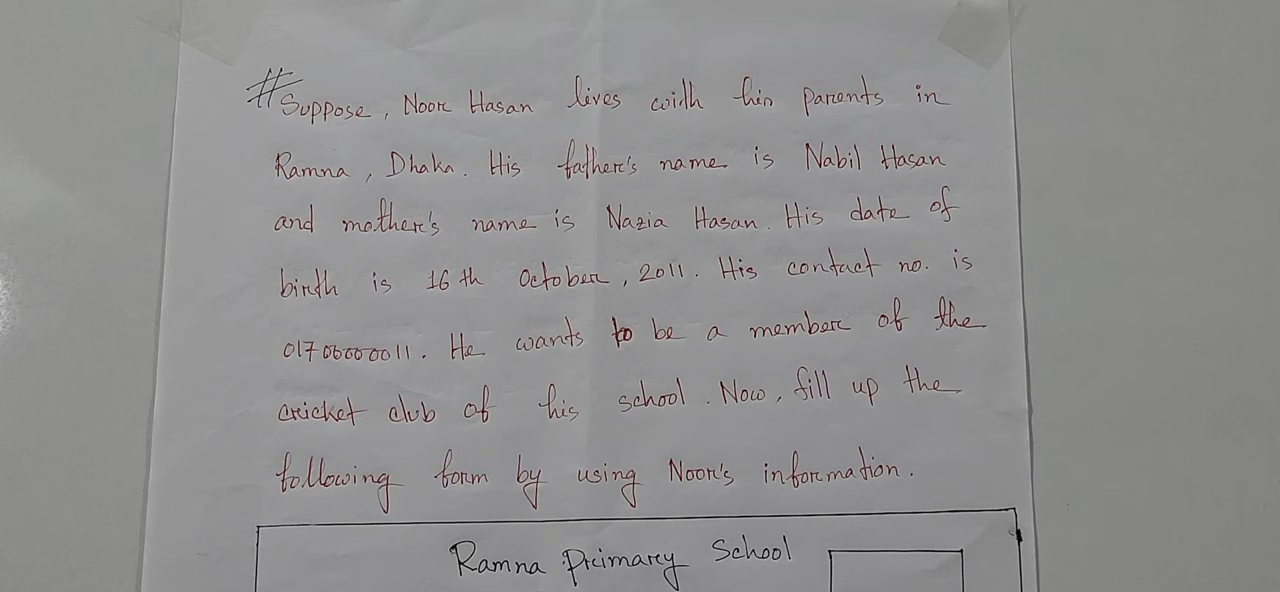 # Suppose, Noor Hasan lives with his parents in
Ramna, Dhaka. His father's name is Nabil Hasan
and mother's name is Nazia Hasan. His date of
birth is 16th October, 2011. His contact no. is
01706000011. He wants to be a member of the
cricket club of his school. Now, fill up the
following form by using Noor's information.
Ramna Primary School